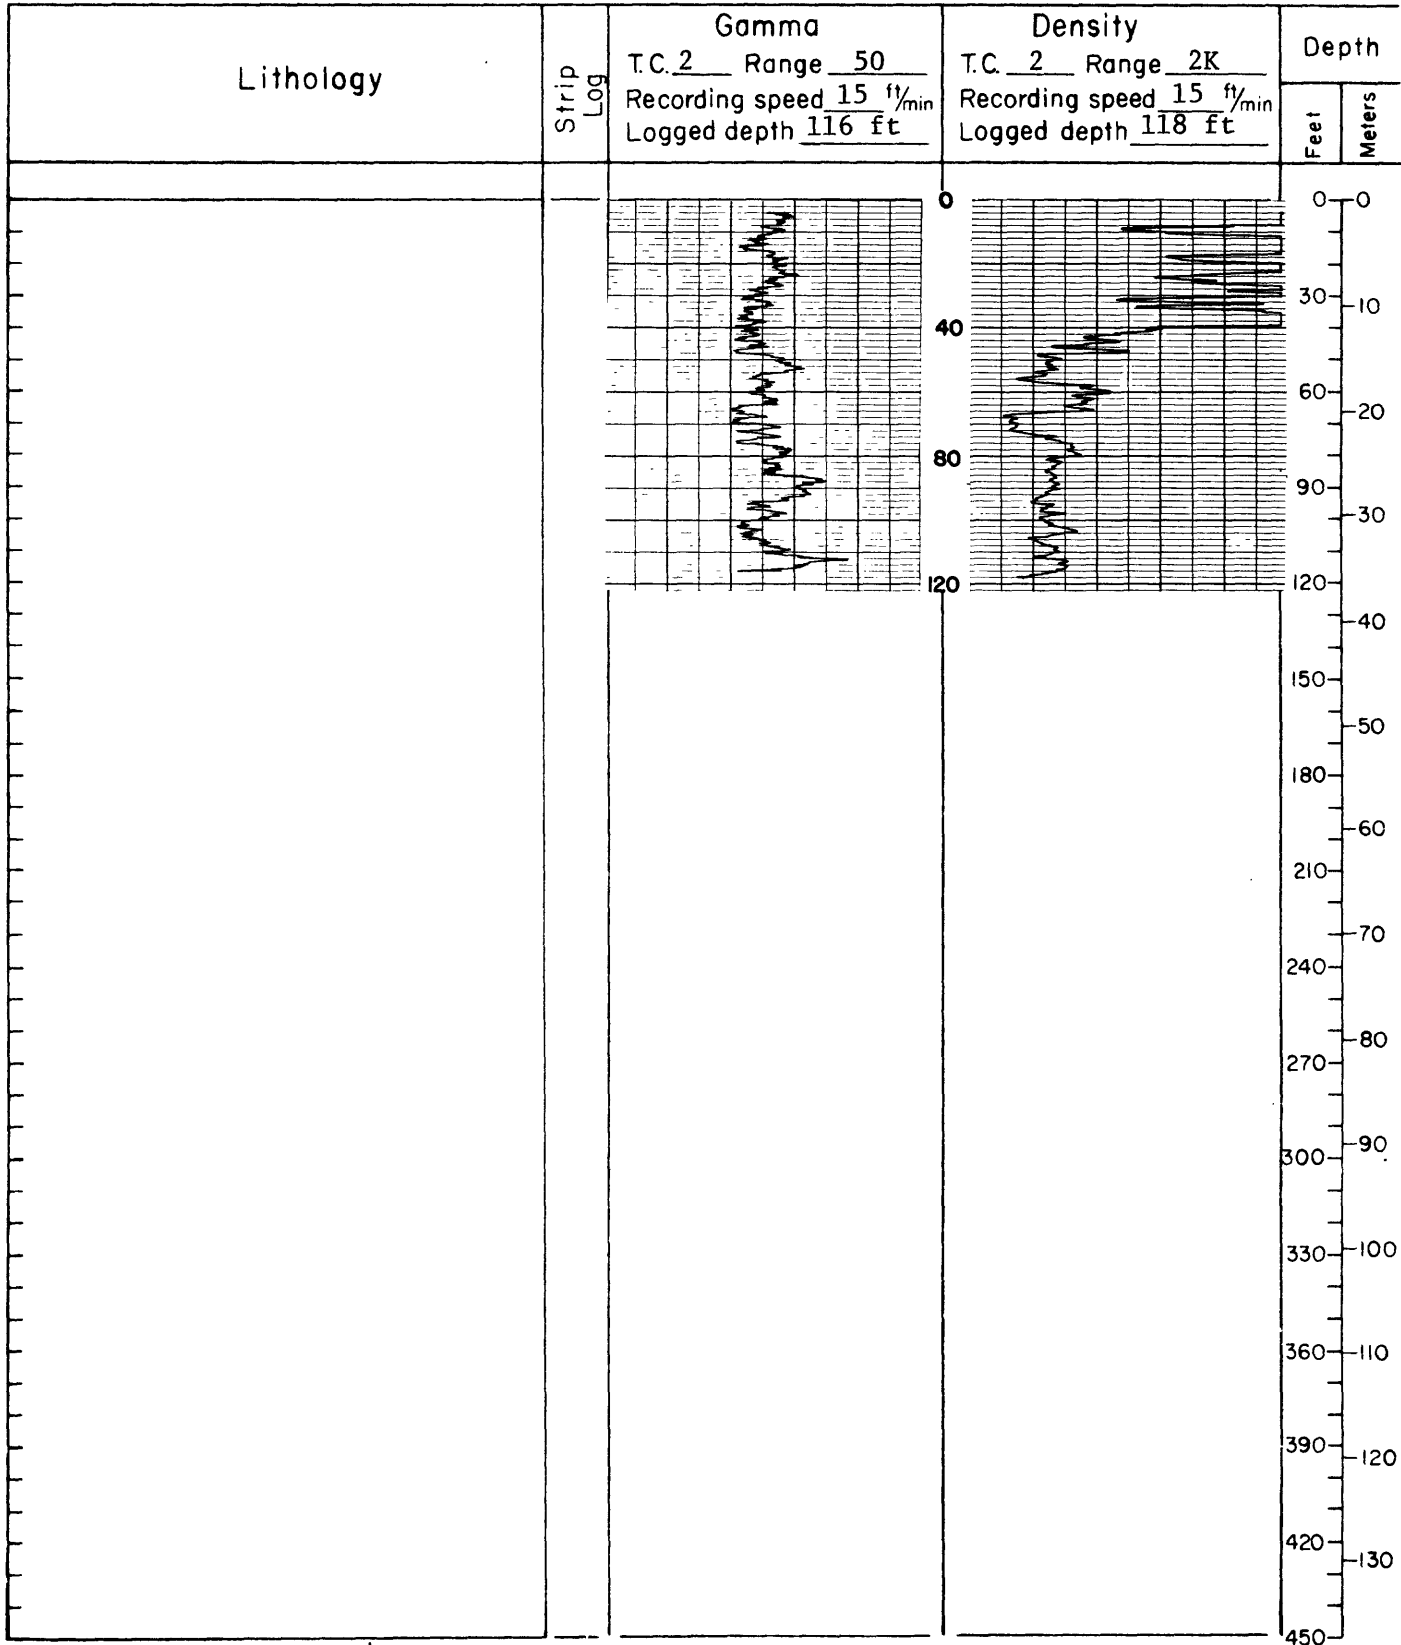 Lithology
Strip Log
Gamma
T.C. 2 Range 50
Recording speed 15 ft/min
Logged depth 116 ft
Density
T.C. 2 Range 2K
Recording speed 15 ft/min
Logged depth 118 ft
Depth
Feet
Meters
0
40
80
120
0
30
60
90
120
150
180
210
240
270
300
330
360
390
420
450
0
10
20
30
40
50
60
70
80
90
100
110
120
130